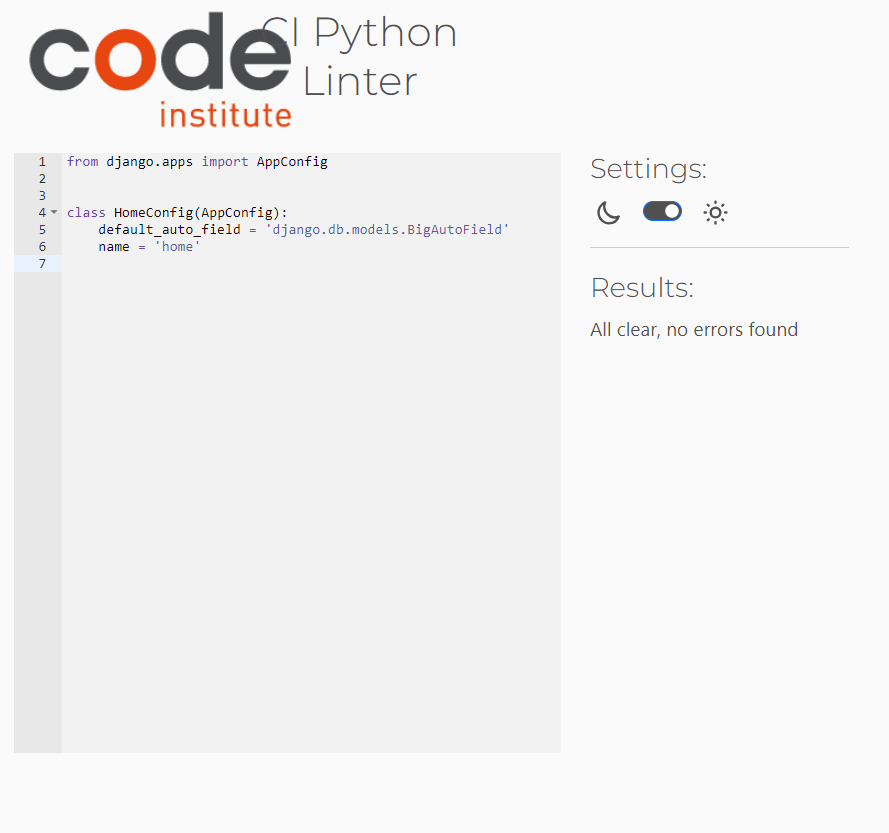 code
institute
CI Python
Linter
1 from django.apps import AppConfig
2
3
4 class HomeConfig(AppConfig):
5     default_auto_field = 'django.db.models.BigAutoField'
6     name = 'home'
7
Settings:
Results:
All clear, no errors found